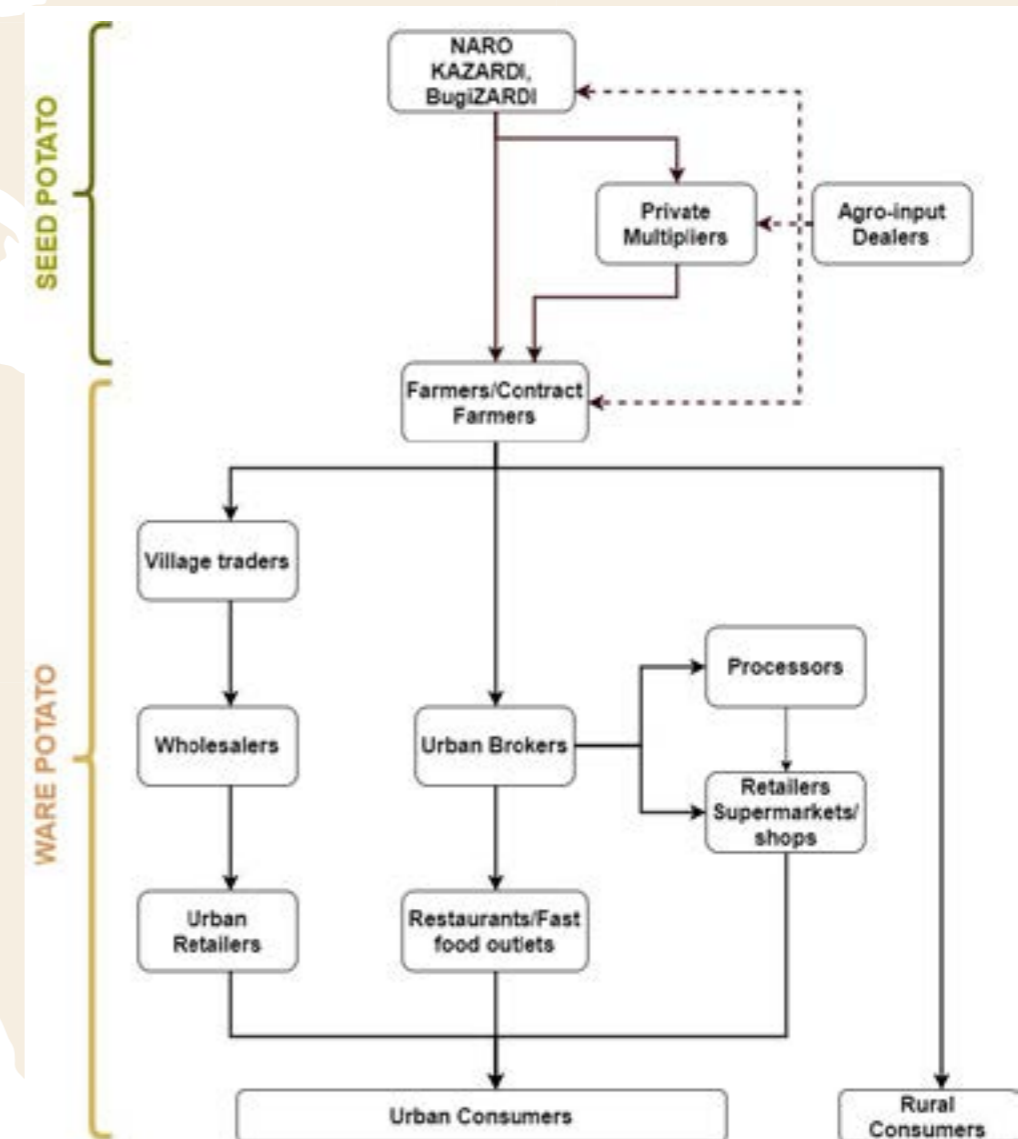 SEED POTATO
NARO
KAZARDI,
BugiZARDI
Private
Multipliers
Agro-input
Dealers
Farmers/Contract
Farmers
WARE POTATO
Village traders
Processors
Wholesalers
Urban Brokers
Retailers
Supermarkets/
shops
Urban
Retailers
Restaurants/Fast
food outlets
Urban Consumers
Rural
Consumers